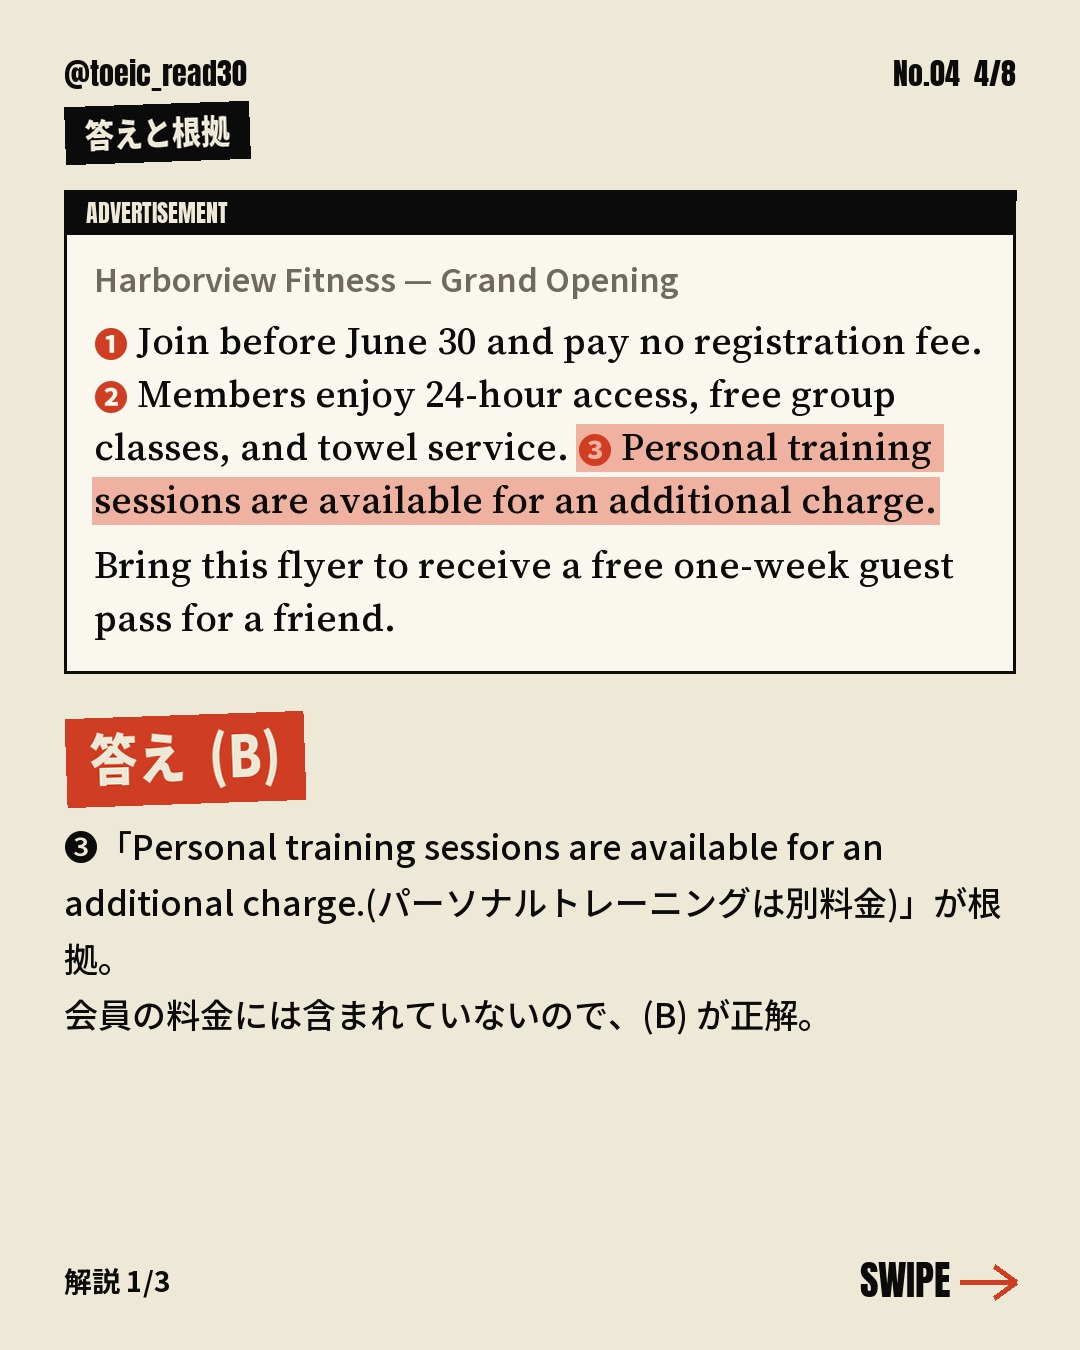 @toeic_read30
No.04 4/8
答えと根拠
ADVERTISEMENT
Harborview Fitness — Grand Opening
❶ Join before June 30 and pay no registration fee.
❷ Members enjoy 24-hour access, free group
classes, and towel service. ❸ Personal training
sessions are available for an additional charge.
Bring this flyer to receive a free one-week guest
pass for a friend.
答え (B)
❸「Personal training sessions are available for an
additional charge.(パーソナルトレーニングは別料金)」が根
拠。
会員の料金には含まれていないので、(B) が正解。
解説 1/3
SWIPE